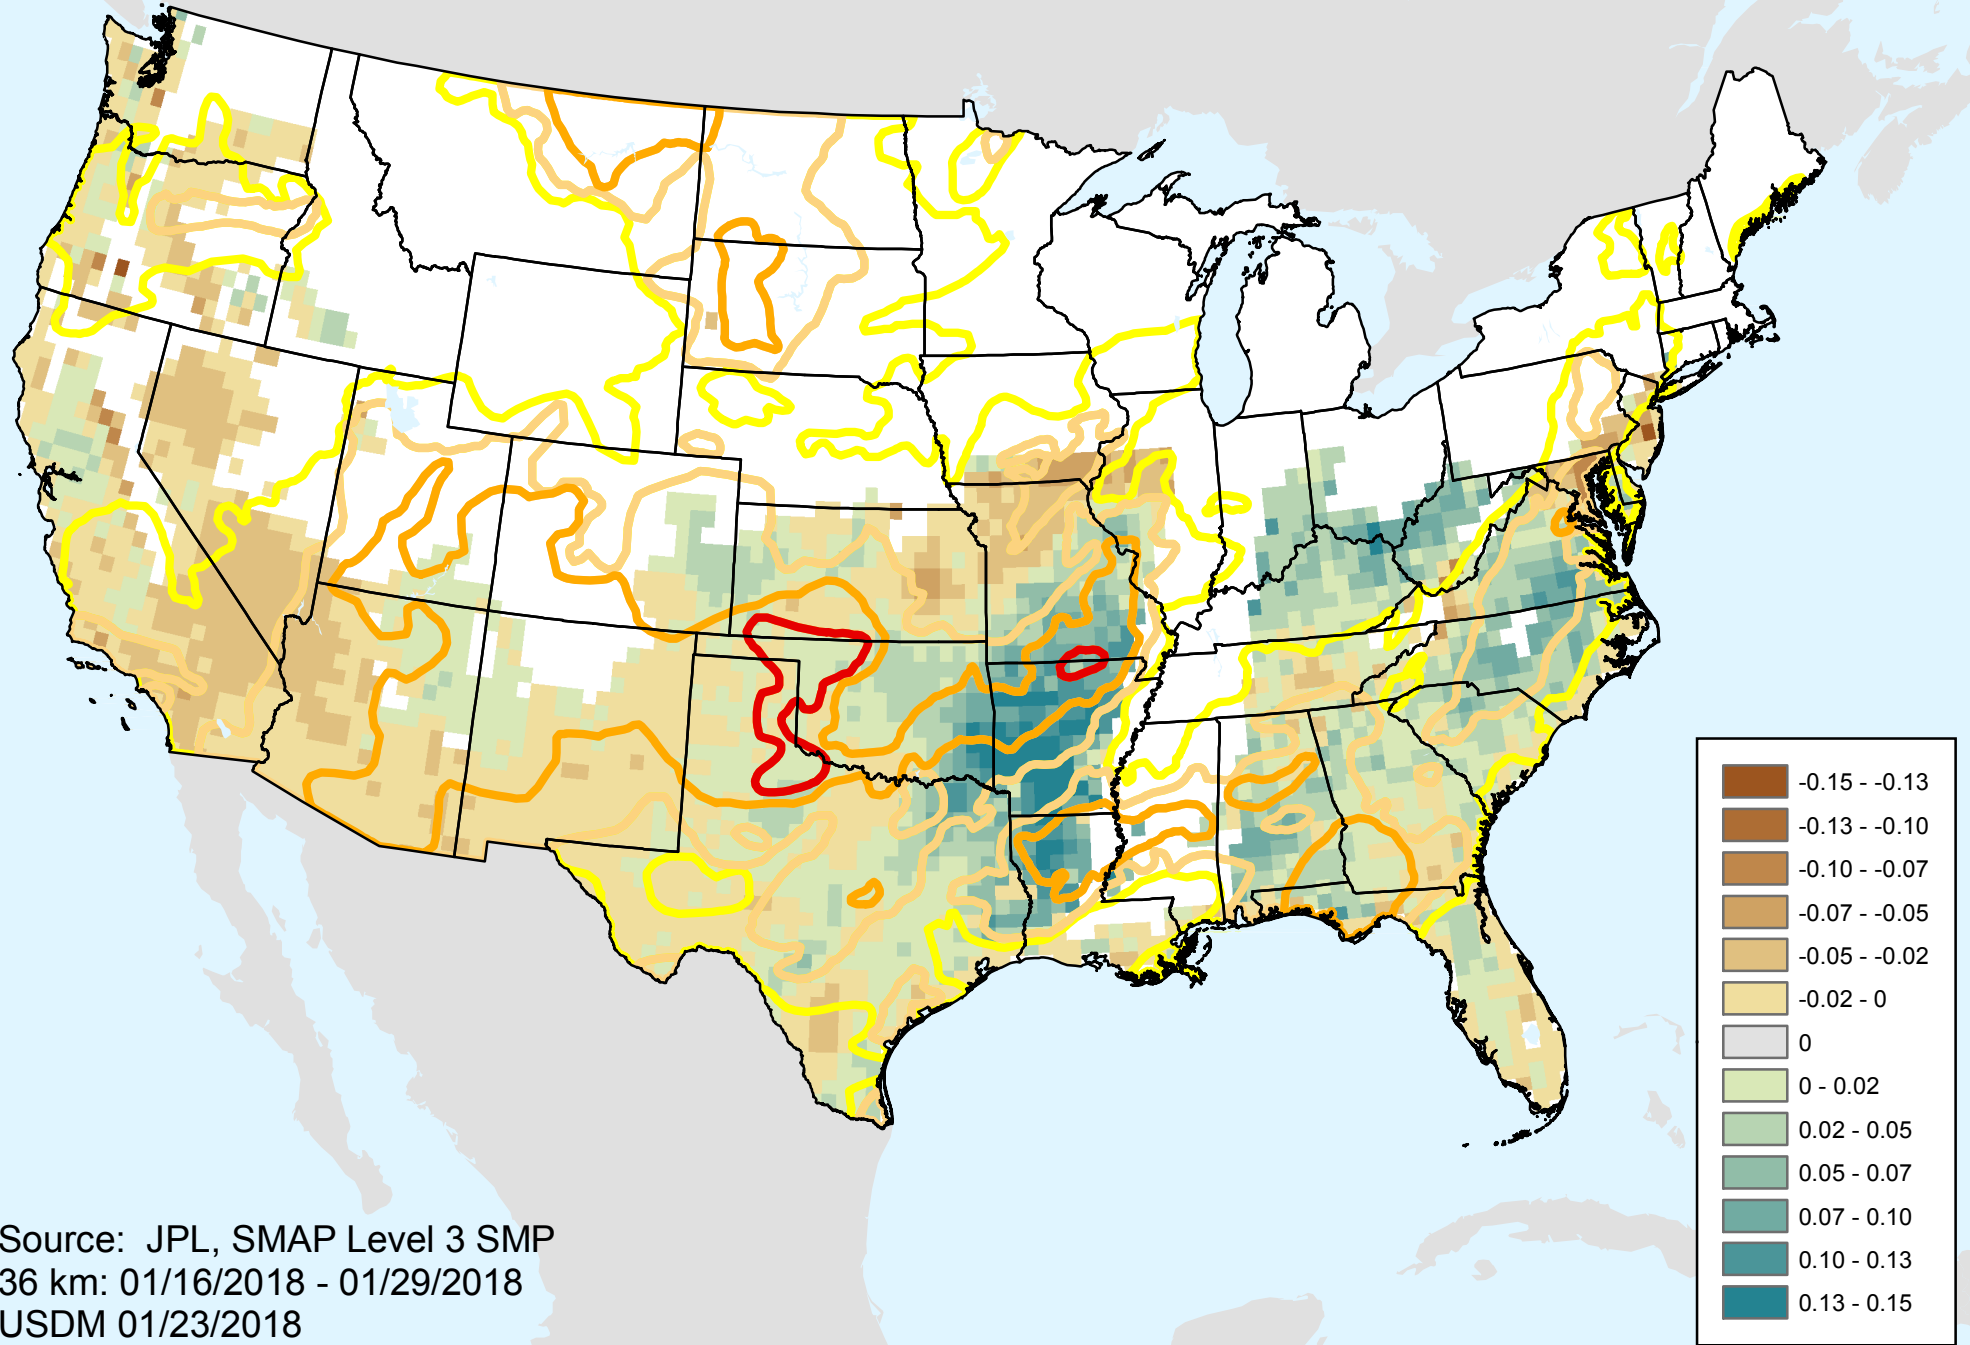 -0.15 - -0.13
-0.13 - -0.10
-0.10 - -0.07
-0.07 - -0.05
-0.05 - -0.02
-0.02 - 0
0
0 - 0.02
0.02 - 0.05
0.05 - 0.07
0.07 - 0.10
0.10 - 0.13
0.13 - 0.15
Source: JPL, SMAP Level 3 SMP
36 km: 01/16/2018 - 01/29/2018
USDM 01/23/2018